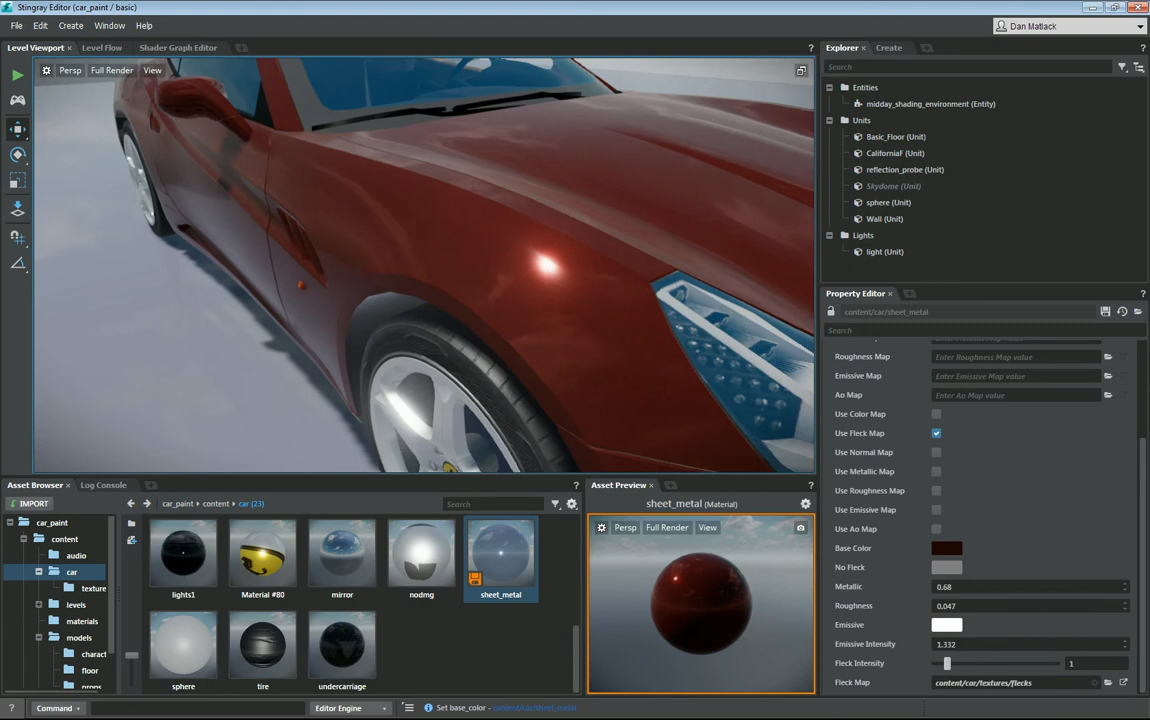 Stingray Editor (car_paint / basic)
File Edit Create Window Help
Dan Matlack
Level Viewport × Level Flow Shader Graph Editor
?
Persp Full Render View
Explorer × Create
?
Search
Entities
midday_shading_environment (Entity)
Units
Basic_Floor (Unit)
CaliforniaF (Unit)
reflection_probe (Unit)
Skydome (Unit)
sphere (Unit)
Wall (Unit)
Lights
light (Unit)
Property Editor ×
?
content/car/sheet_metal
Search
Roughness Map Enter Roughness Map value
Emissive Map Enter Emissive Map value
Ao Map Enter Ao Map value
Use Color Map
Use Fleck Map
Use Normal Map
Use Metallic Map
Use Roughness Map
Use Emissive Map
Use Ao Map
Base Color
No Fleck
Metallic 0.68
Roughness 0.047
Emissive
Emissive Intensity 1.332
Fleck Intensity 1
Fleck Map content/car/textures/flecks
Asset Browser × Log Console
?
IMPORT
car_paint content car (23)
Search
car_paint
content
audio
car
texture
levels
materials
models
charact
floor
lights1 Material #80 mirror nodmg sheet_metal
sphere tire undercarriage
Asset Preview ×
?
sheet_metal (Material)
Persp Full Render View
? Command Editor Engine Set base_color - content/car/sheet_metal